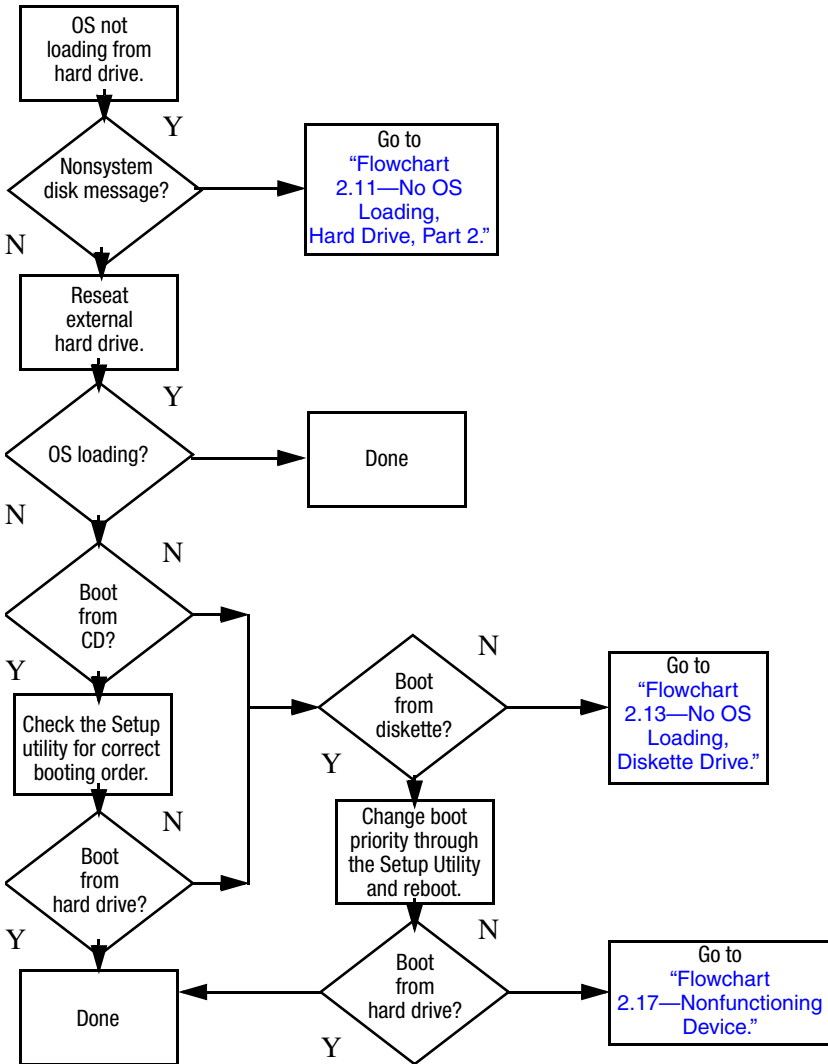 OS not
loading from
hard drive.
Y
Nonsystem
disk message?
Go to
“Flowchart
2.11—No OS
Loading,
Hard Drive, Part 2.”
N
Reseat
external
hard drive.
Y
OS loading?
Done
N
N
Boot
from
CD?
Y
Check the Setup
utility for correct
booting order.
N
Boot
from
hard drive?
Y
Done
N
Boot
from
diskette?
Go to
“Flowchart
2.13—No OS
Loading,
Diskette Drive.”
Y
Change boot
priority through
the Setup Utility
and reboot.
N
Boot
from
hard drive?
Y
Go to
“Flowchart
2.17—Nonfunctioning
Device.”